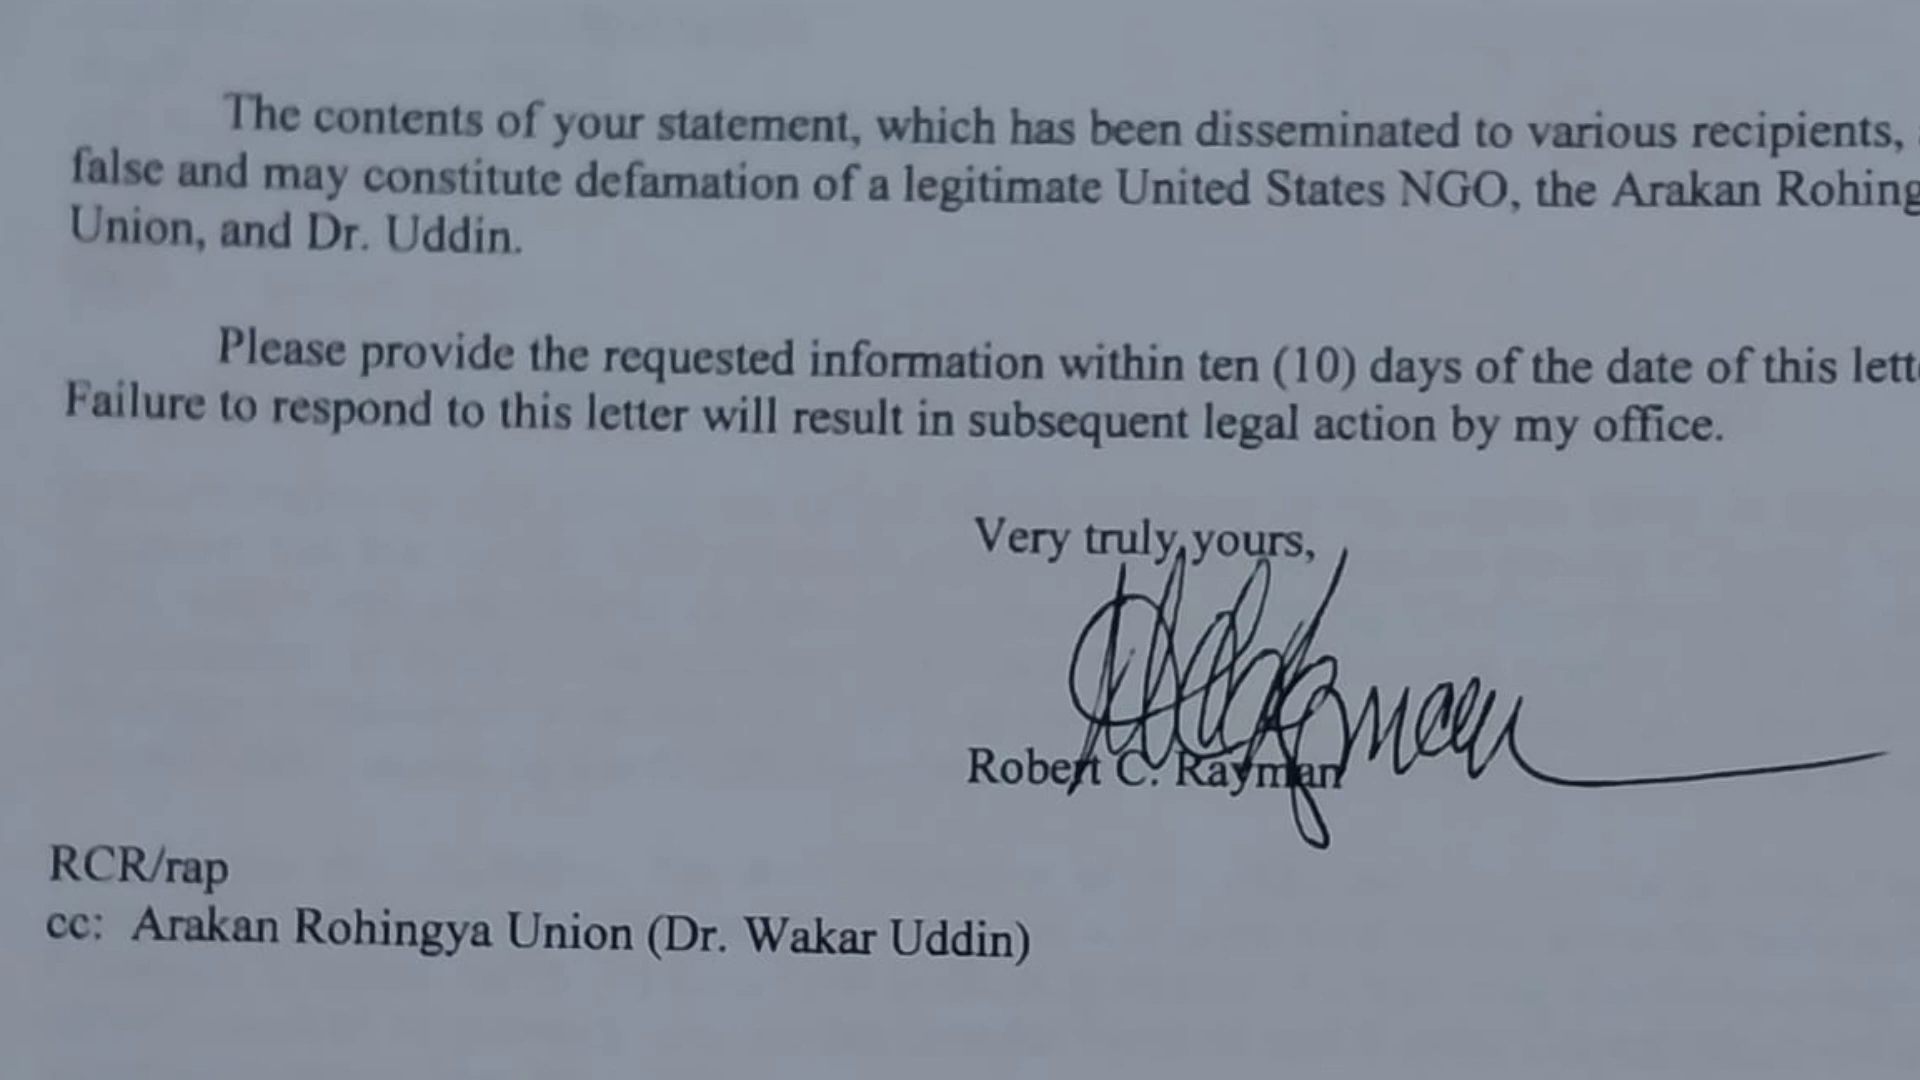 The contents of your statement, which has been disseminated to various recipients,
false and may constitute defamation of a legitimate United States NGO, the Arakan Rohing
Union, and Dr. Uddin.
Please provide the requested information within ten (10) days of the date of this lett
Failure to respond to this letter will result in subsequent legal action by my office.
Very truly yours,
Robert C. Rayman
RCR/rap
cc: Arakan Rohingya Union (Dr. Wakar Uddin)